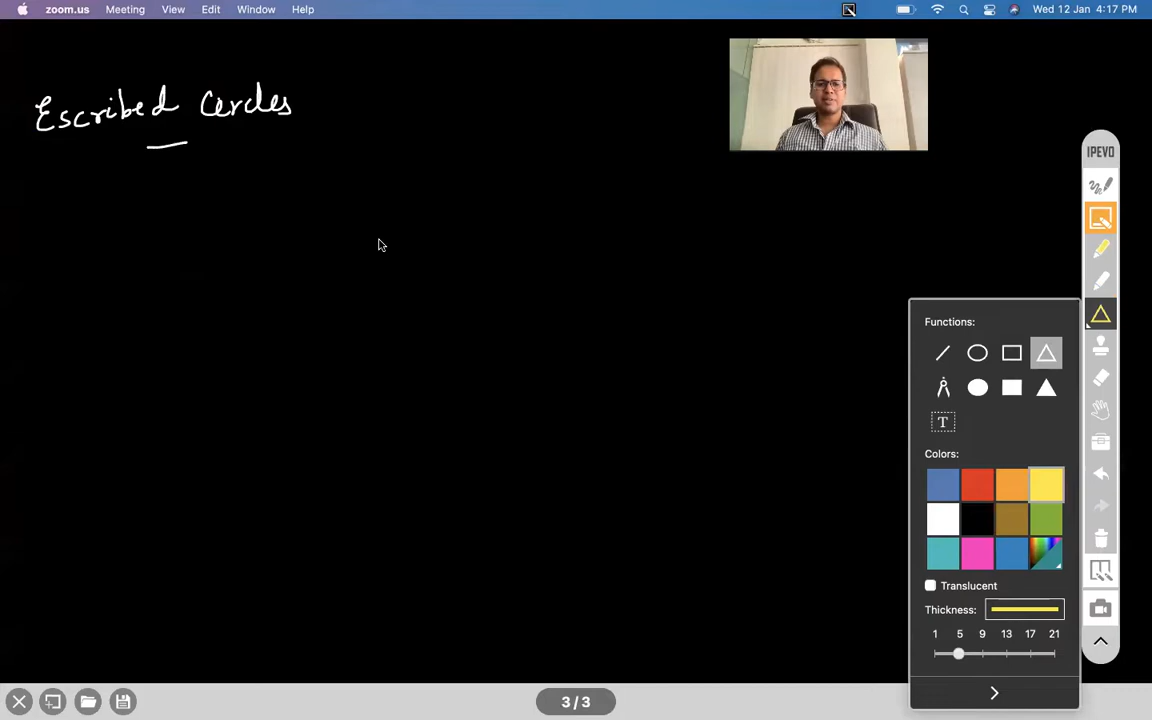 zoom.us Meeting View Edit Window Help Wed 12 Jan 4:17 PM
Escribed Circles
IPEVO
Functions:
T
Colors:
Translucent
Thickness:
1 5 9 13 17 21
3 / 3